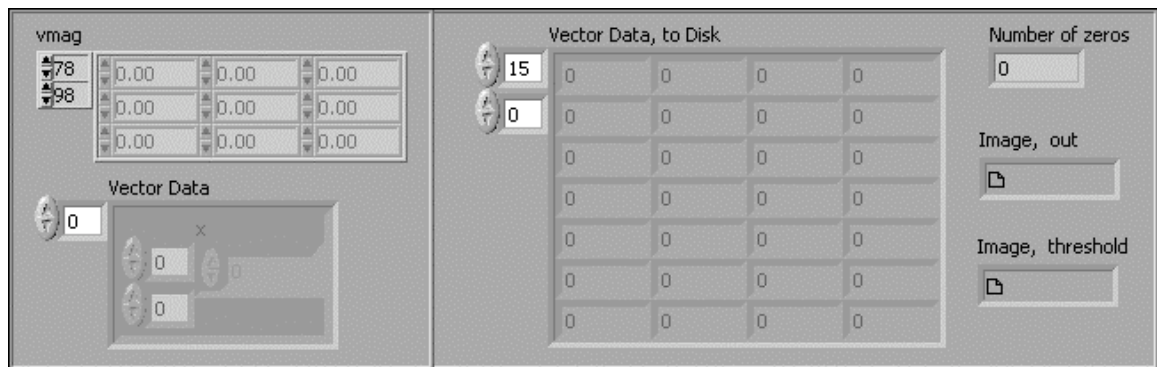 vmag
78 0.00 0.00 0.00
98 0.00 0.00 0.00
0.00 0.00 0.00
Vector Data
0
x
0 0
0
Vector Data, to Disk
15 0 0 0 0
0 0 0 0 0
0 0 0 0
0 0 0 0
0 0 0 0
0 0 0 0
0 0 0 0
Number of zeros
0
Image, out
Image, threshold